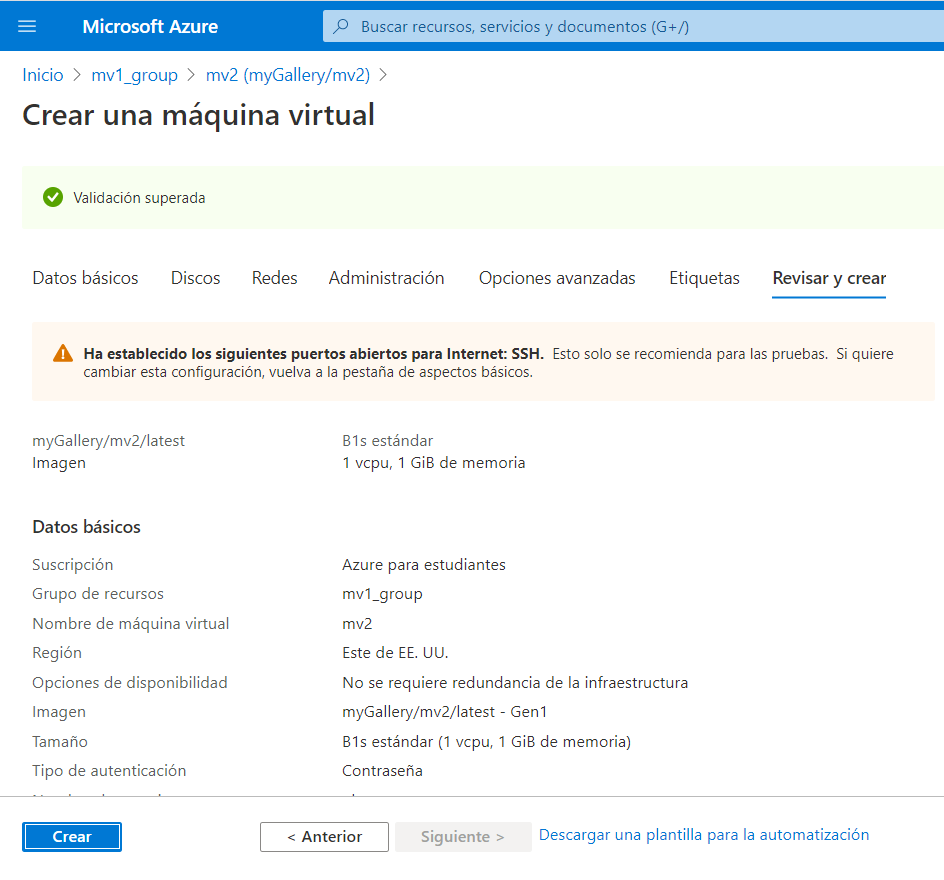 Microsoft Azure
Buscar recursos, servicios y documentos (G+/)
Inicio > mv1_group > mv2 (myGallery/mv2) >
Crear una máquina virtual
Validación superada
Datos básicos Discos Redes Administración Opciones avanzadas Etiquetas Revisar y crear
Ha establecido los siguientes puertos abiertos para Internet: SSH. Esto solo se recomienda para las pruebas. Si quiere
cambiar esta configuración, vuelva a la pestaña de aspectos básicos.
myGallery/mv2/latest B1s estándar
Imagen 1 vcpu, 1 GiB de memoria
Datos básicos
Suscripción Azure para estudiantes
Grupo de recursos mv1_group
Nombre de máquina virtual mv2
Región Este de EE. UU.
Opciones de disponibilidad No se requiere redundancia de la infraestructura
Imagen myGallery/mv2/latest - Gen1
Tamaño B1s estándar (1 vcpu, 1 GiB de memoria)
Tipo de autenticación Contraseña
Crear < Anterior Siguiente > Descargar una plantilla para la automatización